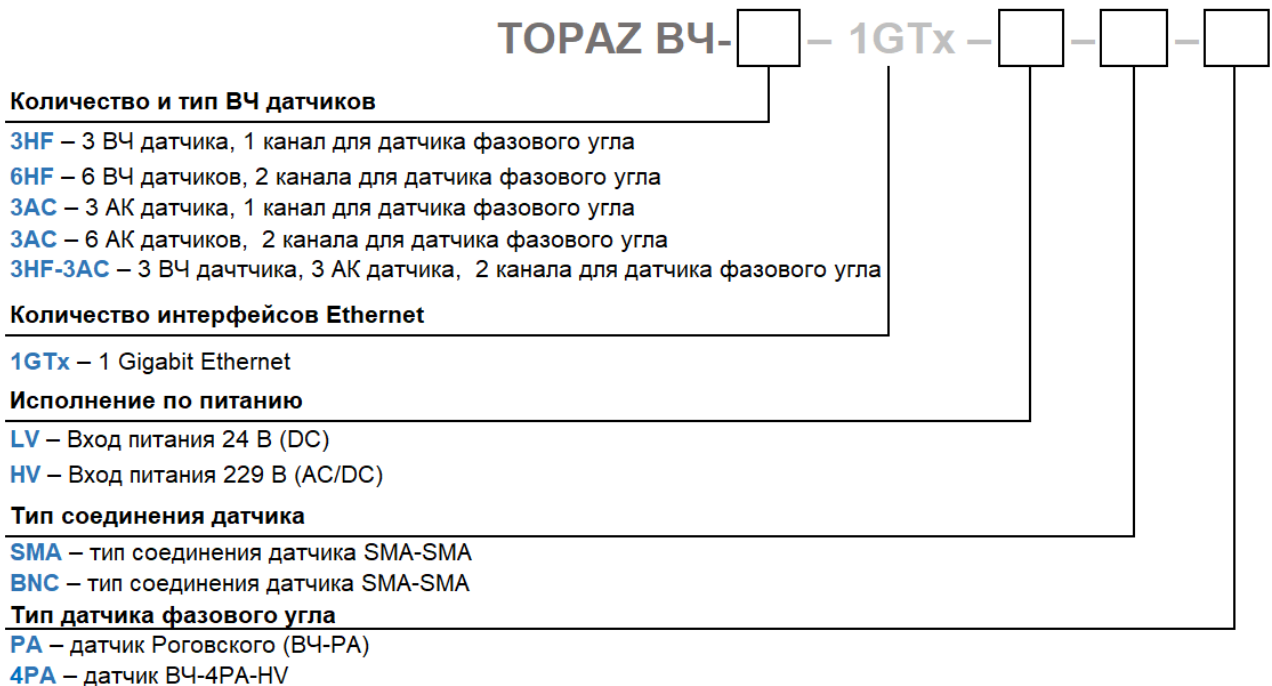 TOPAZ ВЧ- – 1GTx – – –
Количество и тип ВЧ датчиков
3HF – 3 ВЧ датчика, 1 канал для датчика фазового угла
6HF – 6 ВЧ датчиков, 2 канала для датчика фазового угла
3AC – 3 АК датчика, 1 канал для датчика фазового угла
3AC – 6 АК датчиков, 2 канала для датчика фазового угла
3HF-3AC – 3 ВЧ дачтчика, 3 АК датчика, 2 канала для датчика фазового угла
Количество интерфейсов Ethernet
1GTx – 1 Gigabit Ethernet
Исполнение по питанию
LV – Вход питания 24 В (DC)
HV – Вход питания 229 В (AC/DC)
Тип соединения датчика
SMA – тип соединения датчика SMA-SMA
BNC – тип соединения датчика SMA-SMA
Тип датчика фазового угла
PA – датчик Роговского (ВЧ-PA)
4PA – датчик ВЧ-4PA-HV